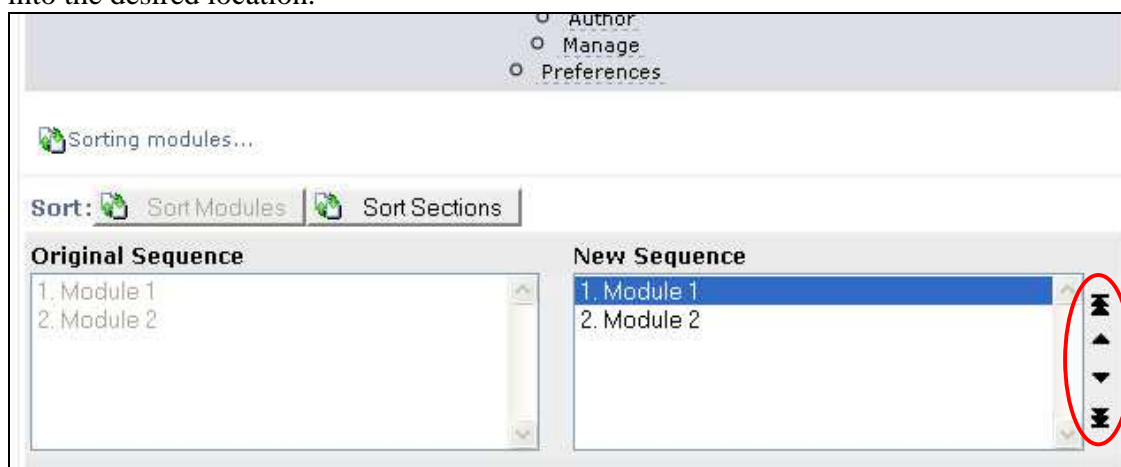 into the desired location.
Author
Manage
Preferences
Sorting modules...
Sort: Sort Modules Sort Sections
Original Sequence
1. Module 1
2. Module 2
New Sequence
1. Module 1
2. Module 2